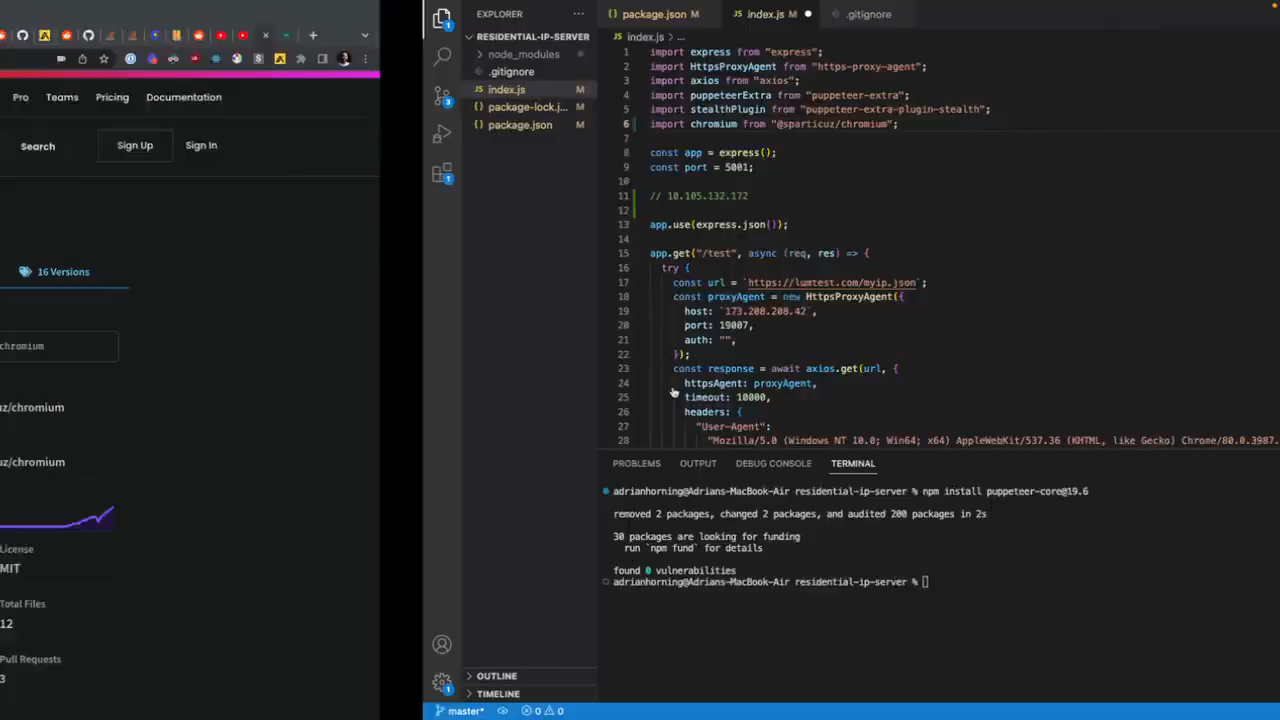 Pro Teams Pricing Documentation
Search Sign Up Sign In
16 Versions
chromium
uz/chromium
uz/chromium
License
MIT
Total Files
12
Pull Requests
3
EXPLORER
RESIDENTIAL-IP-SERVER
node_modules
.gitignore
index.js M
package-lock.j... M
package.json M
OUTLINE
TIMELINE
master* 0 0
package.json M index.js M .gitignore
index.js > ...
1 import express from "express";
2 import HttpsProxyAgent from "https-proxy-agent";
3 import axios from "axios";
4 import puppeteerExtra from "puppeteer-extra";
5 import stealthPlugin from "puppeteer-extra-plugin-stealth";
6 import chromium from "@sparticuz/chromium";
7
8 const app = express();
9 const port = 5001;
10
11 // 10.105.132.172
12
13 app.use(express.json());
14
15 app.get("/test", async (req, res) => {
16 try {
17 const url = `https://lumtest.com/myip.json`;
18 const proxyAgent = new HttpsProxyAgent({
19 host: `173.208.208.42`,
20 port: 19007,
21 auth: "",
22 });
23 const response = await axios.get(url, {
24 httpsAgent: proxyAgent,
25 timeout: 10000,
26 headers: {
27 "User-Agent":
28 "Mozilla/5.0 (Windows NT 10.0; Win64; x64) AppleWebKit/537.36 (KHTML, like Gecko) Chrome/80.0.3987.
PROBLEMS OUTPUT DEBUG CONSOLE TERMINAL
adrianhorning@Adrians-MacBook-Air residential-ip-server % npm install puppeteer-core@19.6
removed 2 packages, changed 2 packages, and audited 200 packages in 2s
30 packages are looking for funding
run `npm fund` for details
found 0 vulnerabilities
adrianhorning@Adrians-MacBook-Air residential-ip-server %